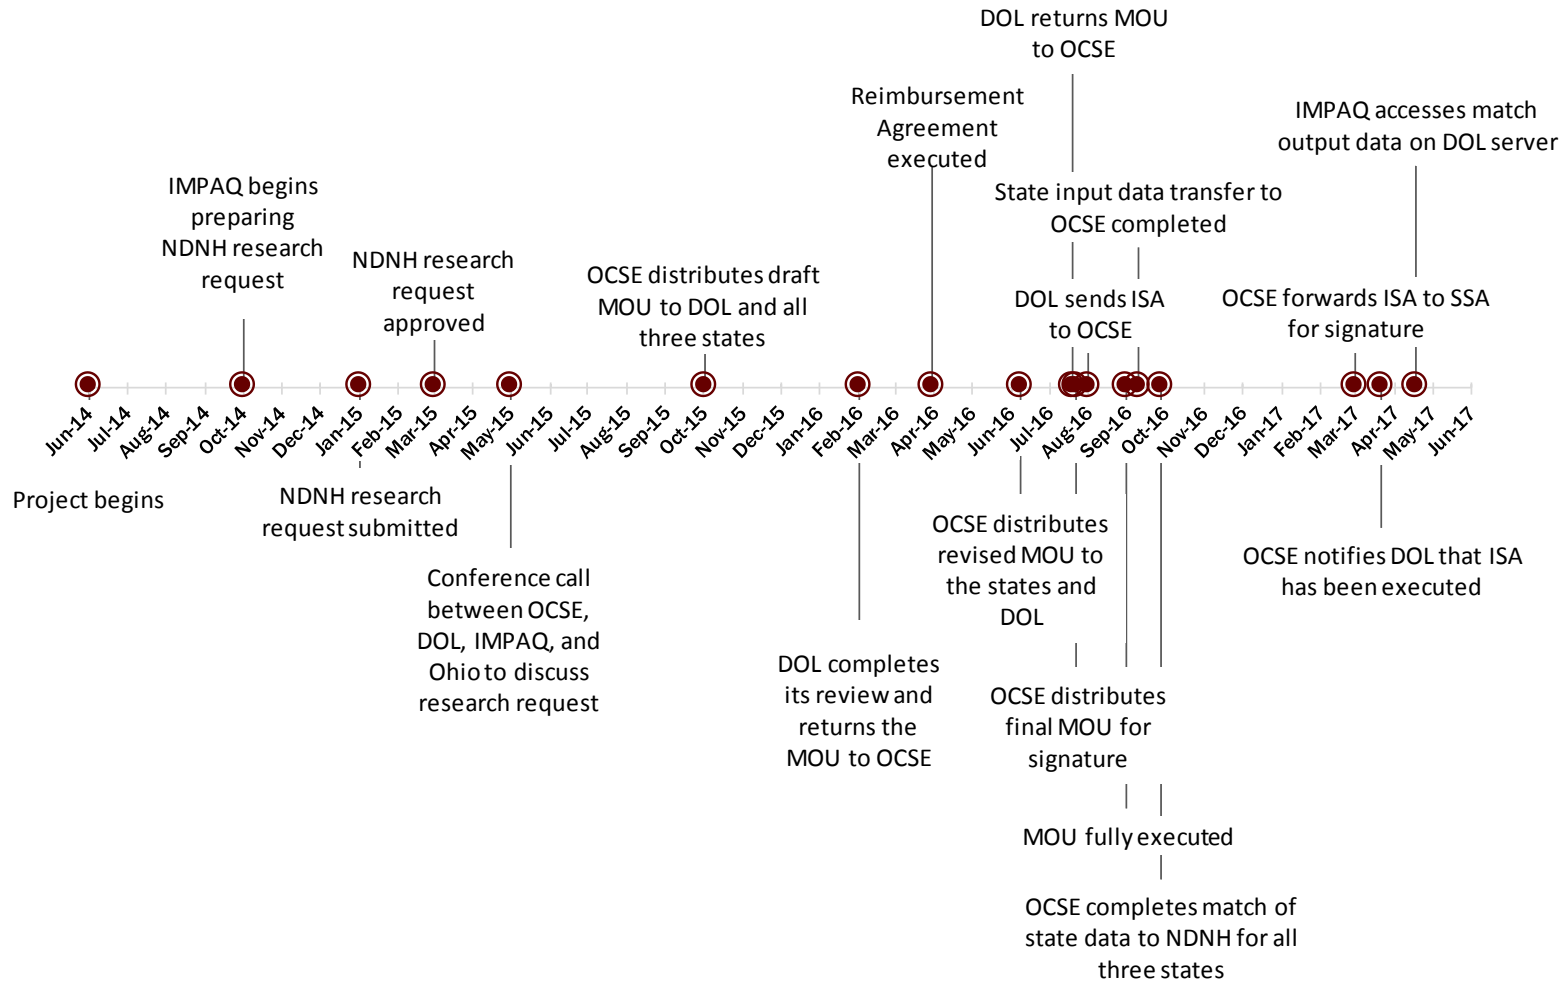 DOL returns MOU
to OCSE
Reimbursement
Agreement
executed
IMPAQ accesses match
output data on DOL server
IMPAQ begins
preparing
NDNH research
request
State input data transfer to
OCSE completed
NDNH research
request
approved
OCSE distributes draft
MOU to DOL and all
three states
DOL sends ISA
to OCSE
OCSE forwards ISA to SSA
for signature
Jun-14
Jul-14
Aug-14
Sep-14
Oct-14
Nov-14
Dec-14
Jan-15
Feb-15
Mar-15
Apr-15
May-15
Jun-15
Jul-15
Aug-15
Sep-15
Oct-15
Nov-15
Dec-15
Jan-16
Feb-16
Mar-16
Apr-16
May-16
Jun-16
Jul-16
Aug-16
Sep-16
Oct-16
Nov-16
Dec-16
Jan-17
Feb-17
Mar-17
Apr-17
May-17
Jun-17
Project begins
NDNH research
request submitted
Conference call
between OCSE,
DOL, IMPAQ, and
Ohio to discuss
research request
DOL completes
its review and
returns the
MOU to OCSE
OCSE distributes
revised MOU to
the states and
DOL
OCSE distributes
final MOU for
signature
MOU fully executed
OCSE completes match of
state data to NDNH for all
three states
OCSE notifies DOL that ISA
has been executed